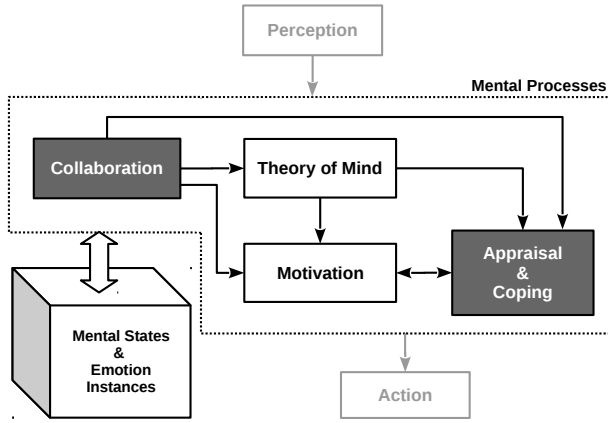 Perception
Mental Processes
Collaboration
Theory of Mind
Motivation
Appraisal
&
Coping
Mental States
&
Emotion
Instances
Action